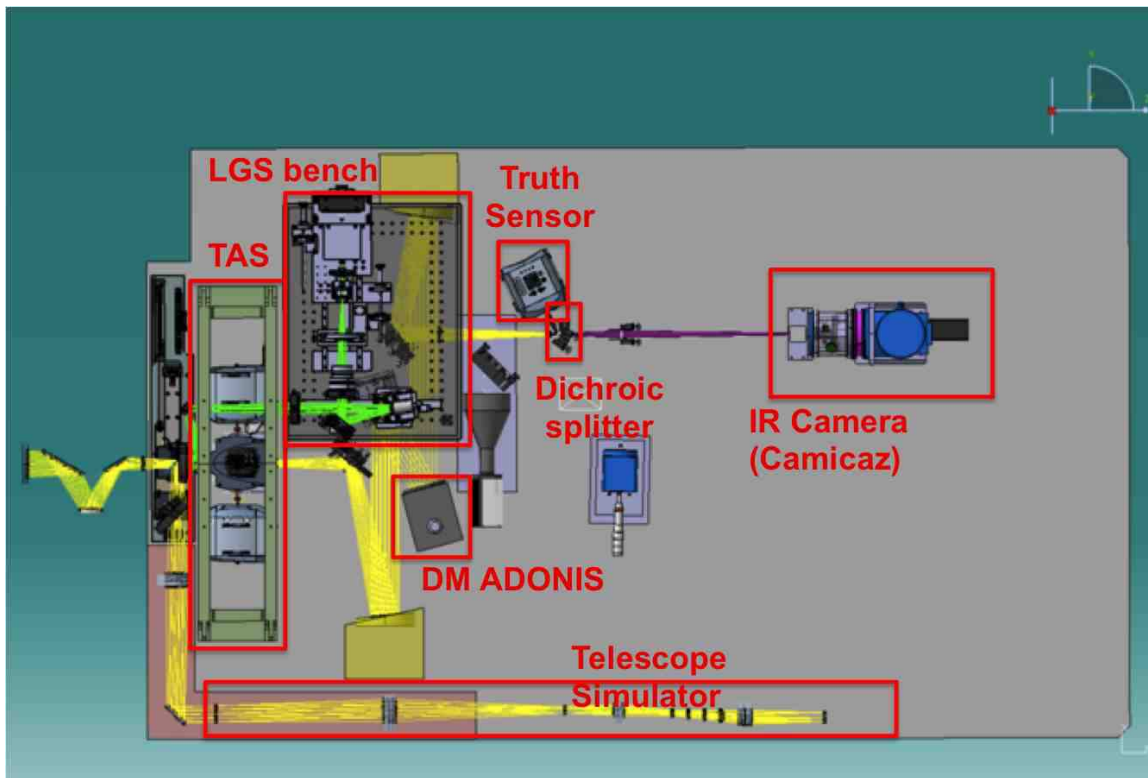 LGS bench
Truth
Sensor
TAS
Dichroic
splitter
IR Camera
(Camicaz)
DM ADONIS
Telescope
Simulator